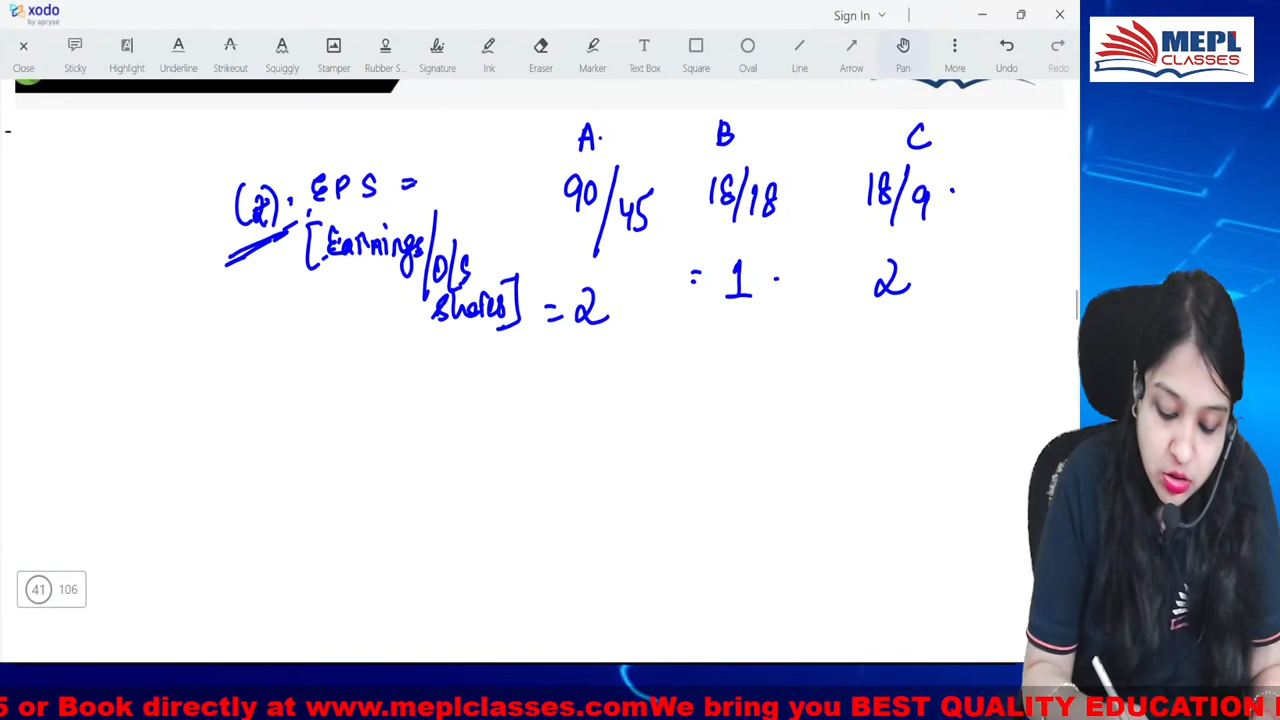 xodo
by apryse
Sign In
Close Sticky Highlight Underline Strikeout Squiggly Stamper Rubber S... Signature Eraser Marker Text Box Square Oval Line Arrow Pan More Undo Redo
MEPL
CLASSES
A. B C
EPS = 90/45 18/18 18/9
[Earnings/O/S
shares] = 2 = 1 2
41 106
5 or Book directly at www.meplclasses.comWe bring you BEST QUALITY EDUCATION